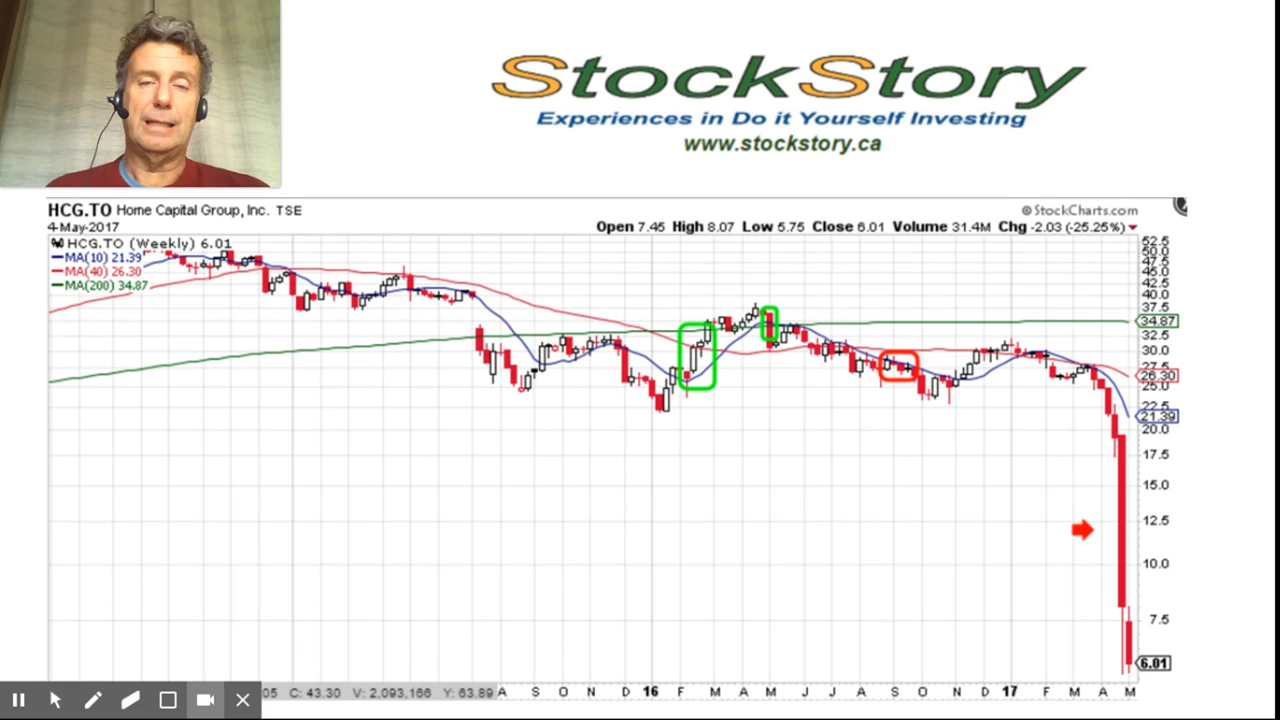 StockStory
Experiences in Do it Yourself Investing
www.stockstory.ca
HCG.TO Home Capital Group, Inc. TSE
© StockCharts.com
4-May-2017
Open 7.45 High 8.07 Low 5.75 Close 6.01 Volume 31.4M Chg -2.03 (-25.25%)
HCG.TO (Weekly) 6.01
MA(10) 21.39
MA(40) 26.30
MA(200) 34.87
52.5
50.0
47.5
45.0
42.5
40.0
37.5
34.87
32.5
30.0
26.30
25.0
22.5
21.39
20.0
17.5
15.0
12.5
10.0
7.5
6.01
05 C: 43.30 V: 2,093,166 Y: 63.89 A S O N D 16 F M A M J J A S O N D 17 F M A M